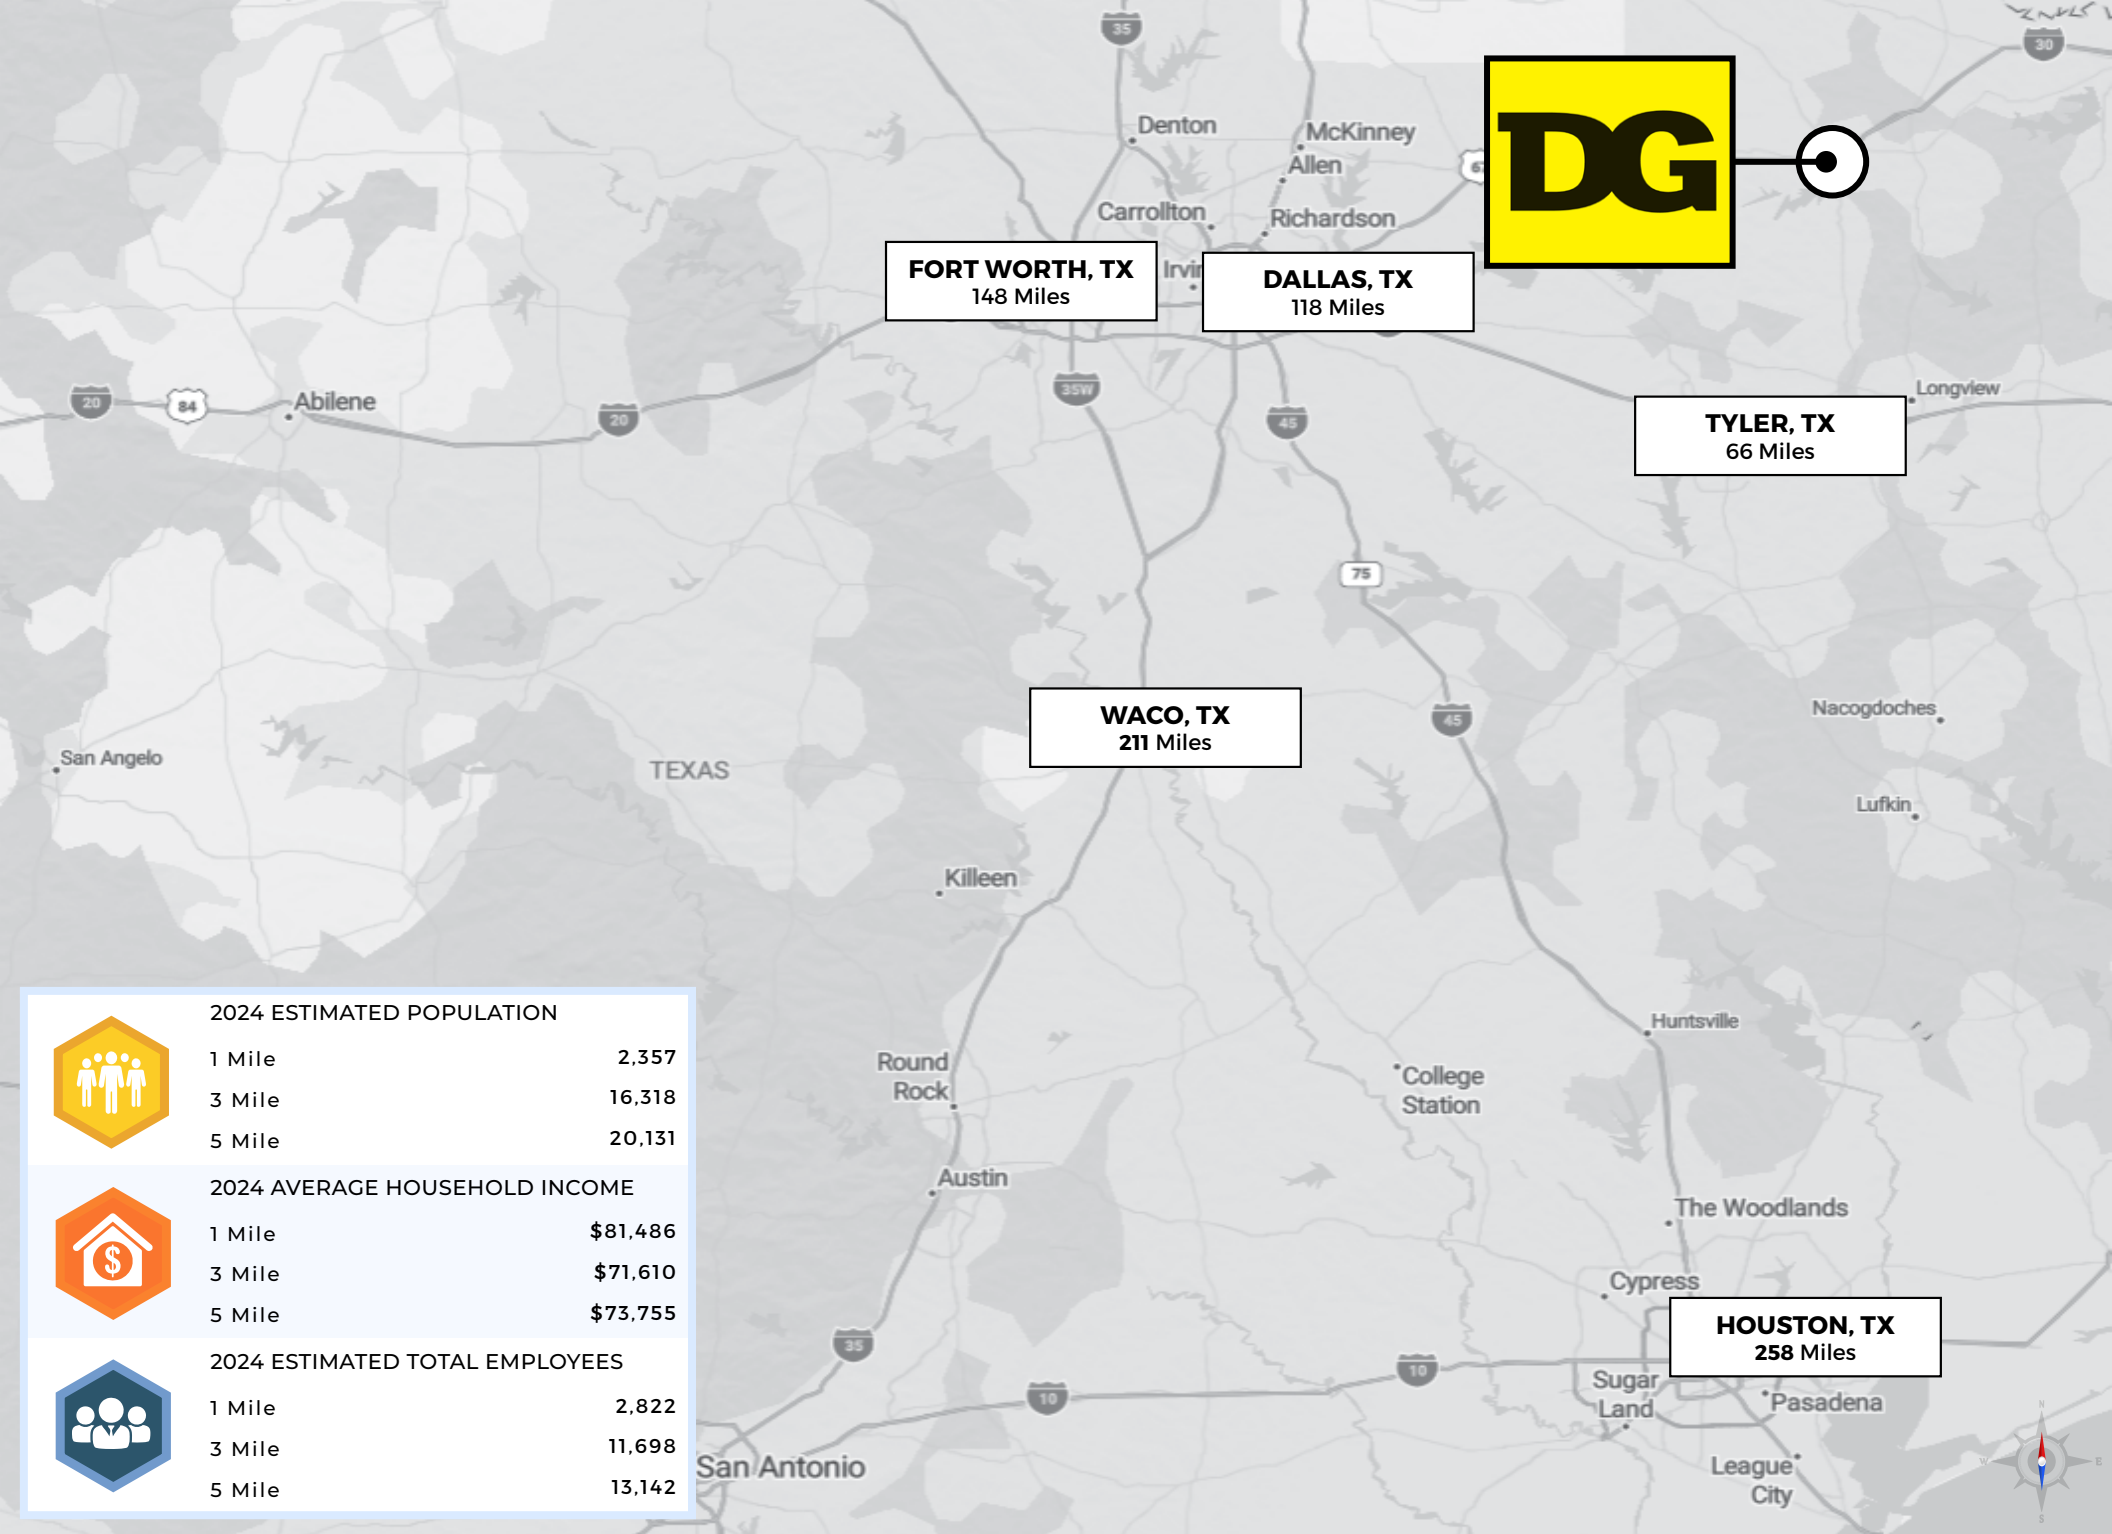 35
30
Denton
McKinney
Allen
67
DG
Carrollton
Richardson
FORT WORTH, TX
148 Miles
Irvin
DALLAS, TX
118 Miles
35W
Longview
20
84
Abilene
20
45
TYLER, TX
66 Miles
75
WACO, TX
211 Miles
45
Nacogdoches
San Angelo
TEXAS
Lufkin
Killeen
Huntsville
Round
Rock
College
Station
Austin
The Woodlands
Cypress
HOUSTON, TX
258 Miles
35
10
10
Sugar
Land
Pasadena
San Antonio
League
City
N
W
E
S
2024 ESTIMATED POPULATION
1 Mile 2,357
3 Mile 16,318
5 Mile 20,131
2024 AVERAGE HOUSEHOLD INCOME
$
1 Mile $81,486
3 Mile $71,610
5 Mile $73,755
2024 ESTIMATED TOTAL EMPLOYEES
1 Mile 2,822
3 Mile 11,698
5 Mile 13,142